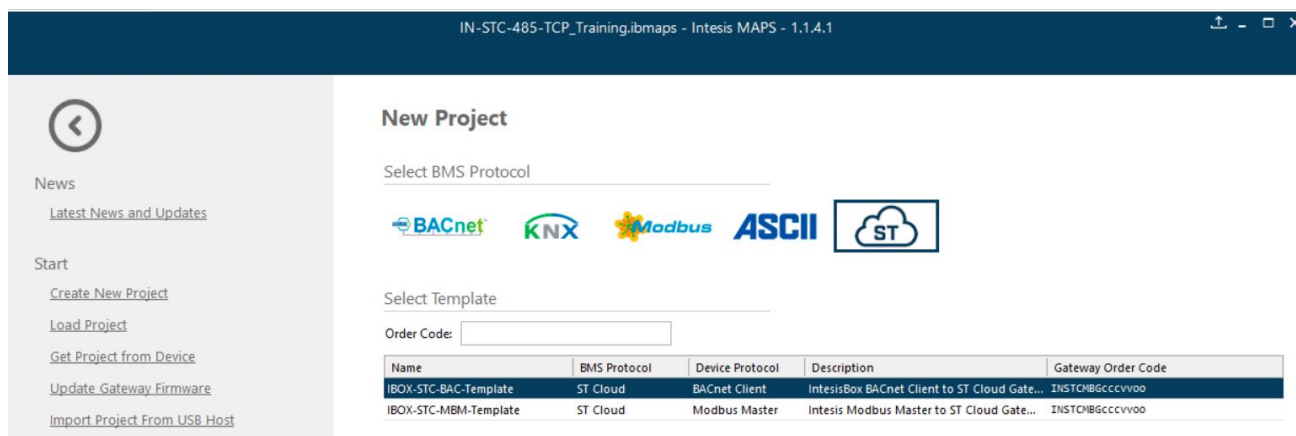 IN-STC-485-TCP_Training.ibmaps - Intesis MAPS - 1.1.4.1
New Project
Select BMS Protocol
BACnet KNX Modbus ASCII ST
News
Latest News and Updates
Start
Create New Project
Load Project
Get Project from Device
Update Gateway Firmware
Import Project From USB Host
Select Template
Order Code:
Name BMS Protocol Device Protocol Description Gateway Order Code
IBOX-STC-BAC-Template ST Cloud BACnet Client IntesisBox BACnet Client to ST Cloud Gate... INSTCMBGcccvvoo
IBOX-STC-MBM-Template ST Cloud Modbus Master Intesis Modbus Master to ST Cloud Gate... INSTCMBGcccvvoo